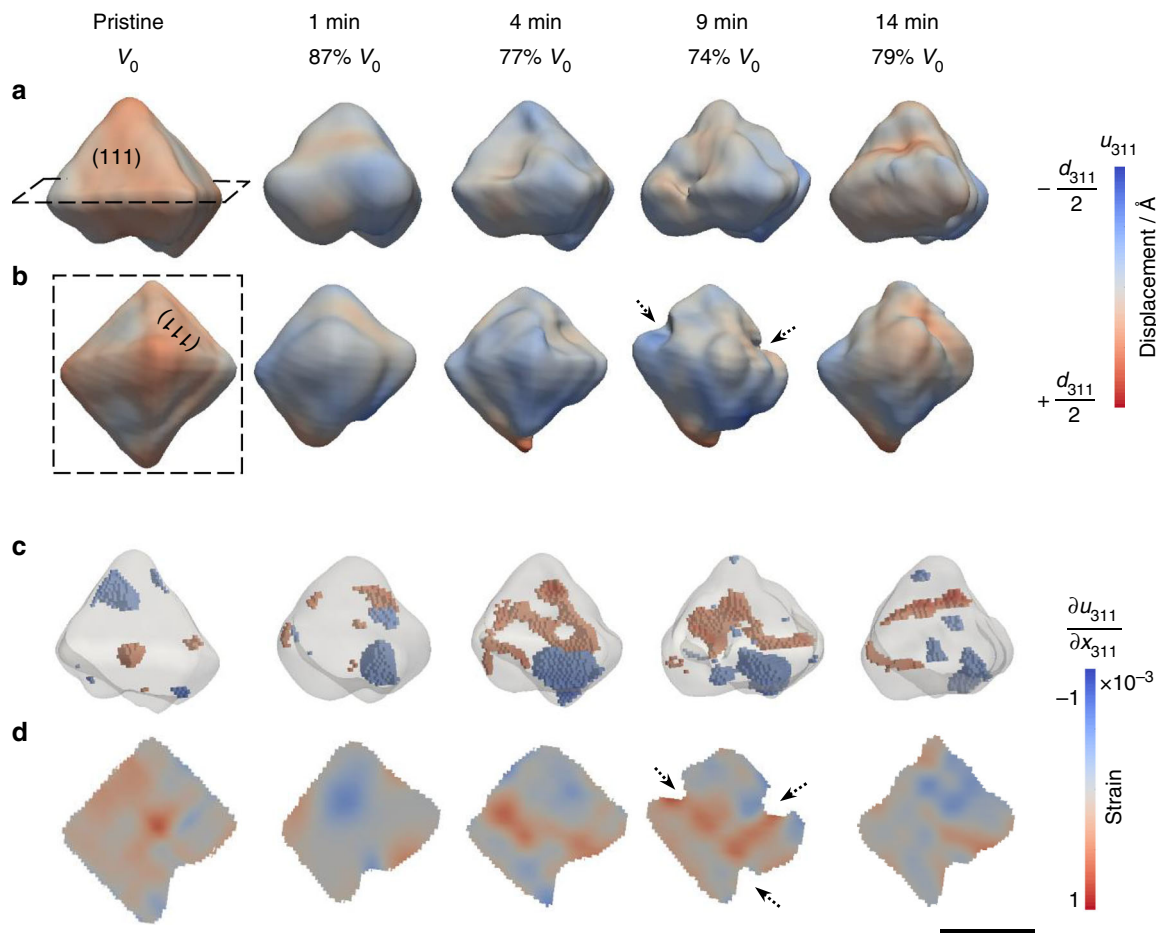 Pristine 1 min 4 min 9 min 14 min
V0 87% V0 77% V0 74% V0 79% V0
a
(111)
u311
− d311/2
Displacement / Å
+ d311/2
b
(111)
c
∂u311/∂x311
−1 ×10−3
Strain
1
d